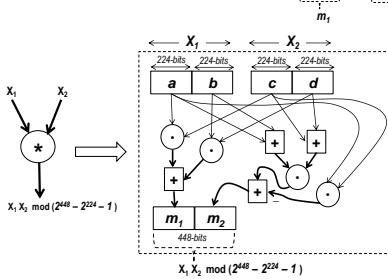 m₁
X₁ X₂
224-bits 224-bits 224-bits 224-bits
a b c d
X₁ X₂
*
X₁ X₂ mod (2⁴⁴⁸ – 2²²⁴ – 1)
· · + +
+ · ·
+ –
m₁ m₂
448-bits
X₁ X₂ mod (2⁴⁴⁸ – 2²²⁴ – 1)